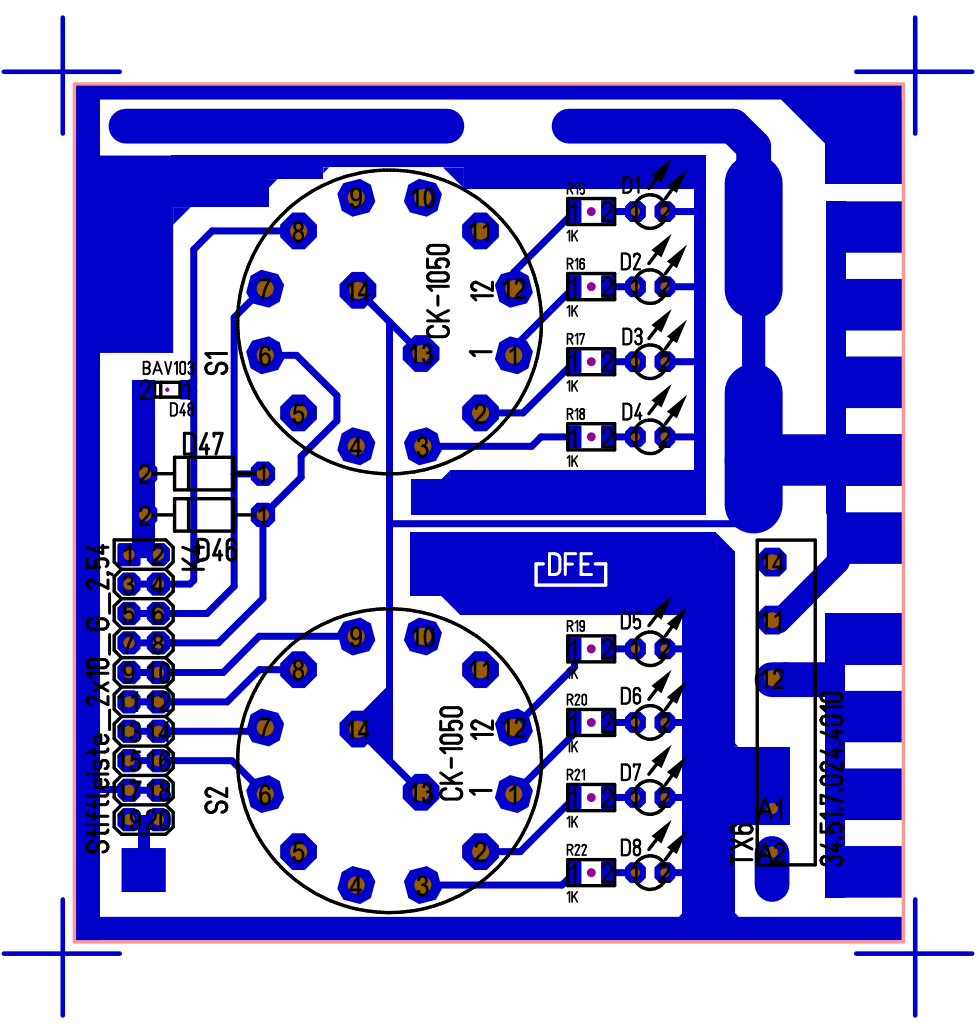 R15
D1
1 2 1 2
1K
9
10
8
11
R16
D2
7
14
12
12
1 2 1 2
1K
CK-1050
R17
D3
6
13
1
1
1 2 1 2
1K
S1
BAV103
2 1
D48
5
2
R18
D4
4
3
1 2 1 2
1K
D47
2 1
2 1
D46
K4
Stiftleiste_2x10_G_2,54
1 2
3 4
5 6
7 8
9 10
11 12
13 14
15 16
17 18
19 20
DFE
14
11
12
A1
A2
TX6
34.51.7.024.4010
R19
D5
1 2 1 2
1K
9
10
8
11
R20
D6
7
14
12
12
1 2 1 2
1K
CK-1050
S2
6
13
1
1
R21
D7
1 2 1 2
1K
5
2
R22
D8
4
3
1 2 1 2
1K